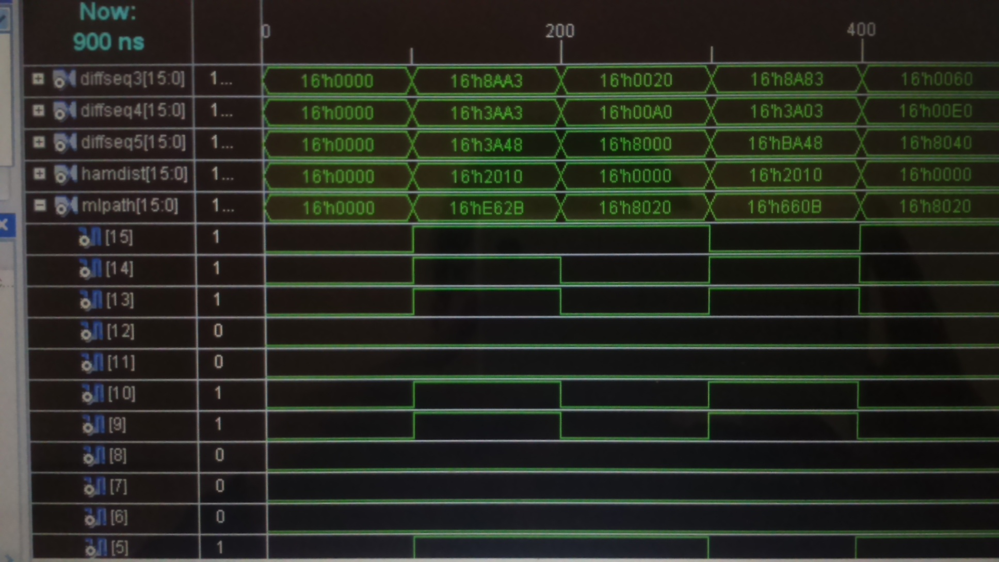 Now:
900 ns
0 200 400
diffseq3[15:0] 1... 16'h0000 16'h8AA3 16'h0020 16'h8A83 16'h0060
diffseq4[15:0] 1... 16'h0000 16'h3AA3 16'h00A0 16'h3A03 16'h00E0
diffseq5[15:0] 1... 16'h0000 16'h3A48 16'h8000 16'hBA48 16'h8040
hamdist[15:0] 1... 16'h0000 16'h2010 16'h0000 16'h2010 16'h0000
mlpath[15:0] 1... 16'h0000 16'hE62B 16'h8020 16'h660B 16'h8020
[15] 1
[14] 1
[13] 1
[12] 0
[11] 0
[10] 1
[9] 1
[8] 0
[7] 0
[6] 0
[5] 1